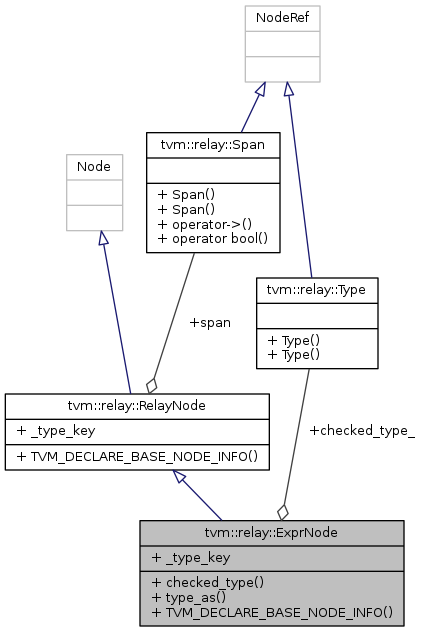 NodeRef
tvm::relay::Span
+ Span()
+ Span()
+ operator->()
+ operator bool()
Node
tvm::relay::Type
+ Type()
+ Type()
+span
tvm::relay::RelayNode
+ _type_key
+ TVM_DECLARE_BASE_NODE_INFO()
+checked_type_
tvm::relay::ExprNode
+ _type_key
+ checked_type()
+ type_as()
+ TVM_DECLARE_BASE_NODE_INFO()